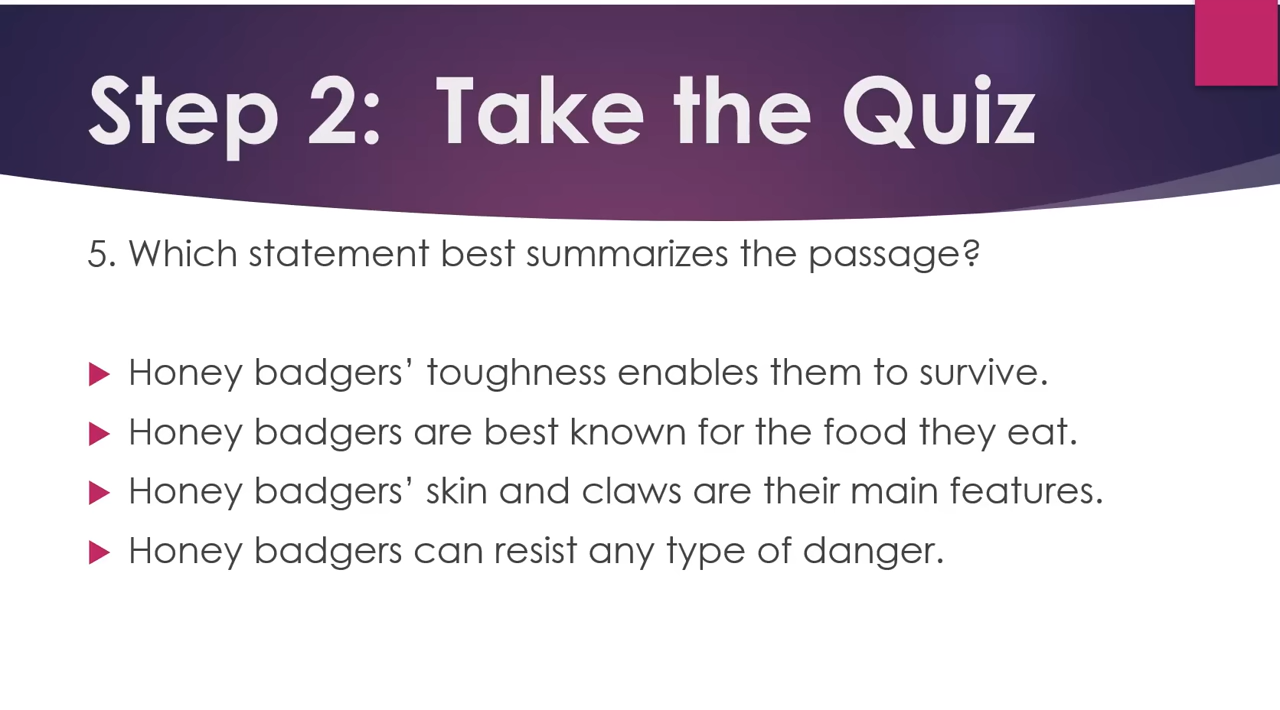 Step 2:  Take the Quiz
5. Which statement best summarizes the passage?
Honey badgers’ toughness enables them to survive.
Honey badgers are best known for the food they eat.
Honey badgers’ skin and claws are their main features.
Honey badgers can resist any type of danger.